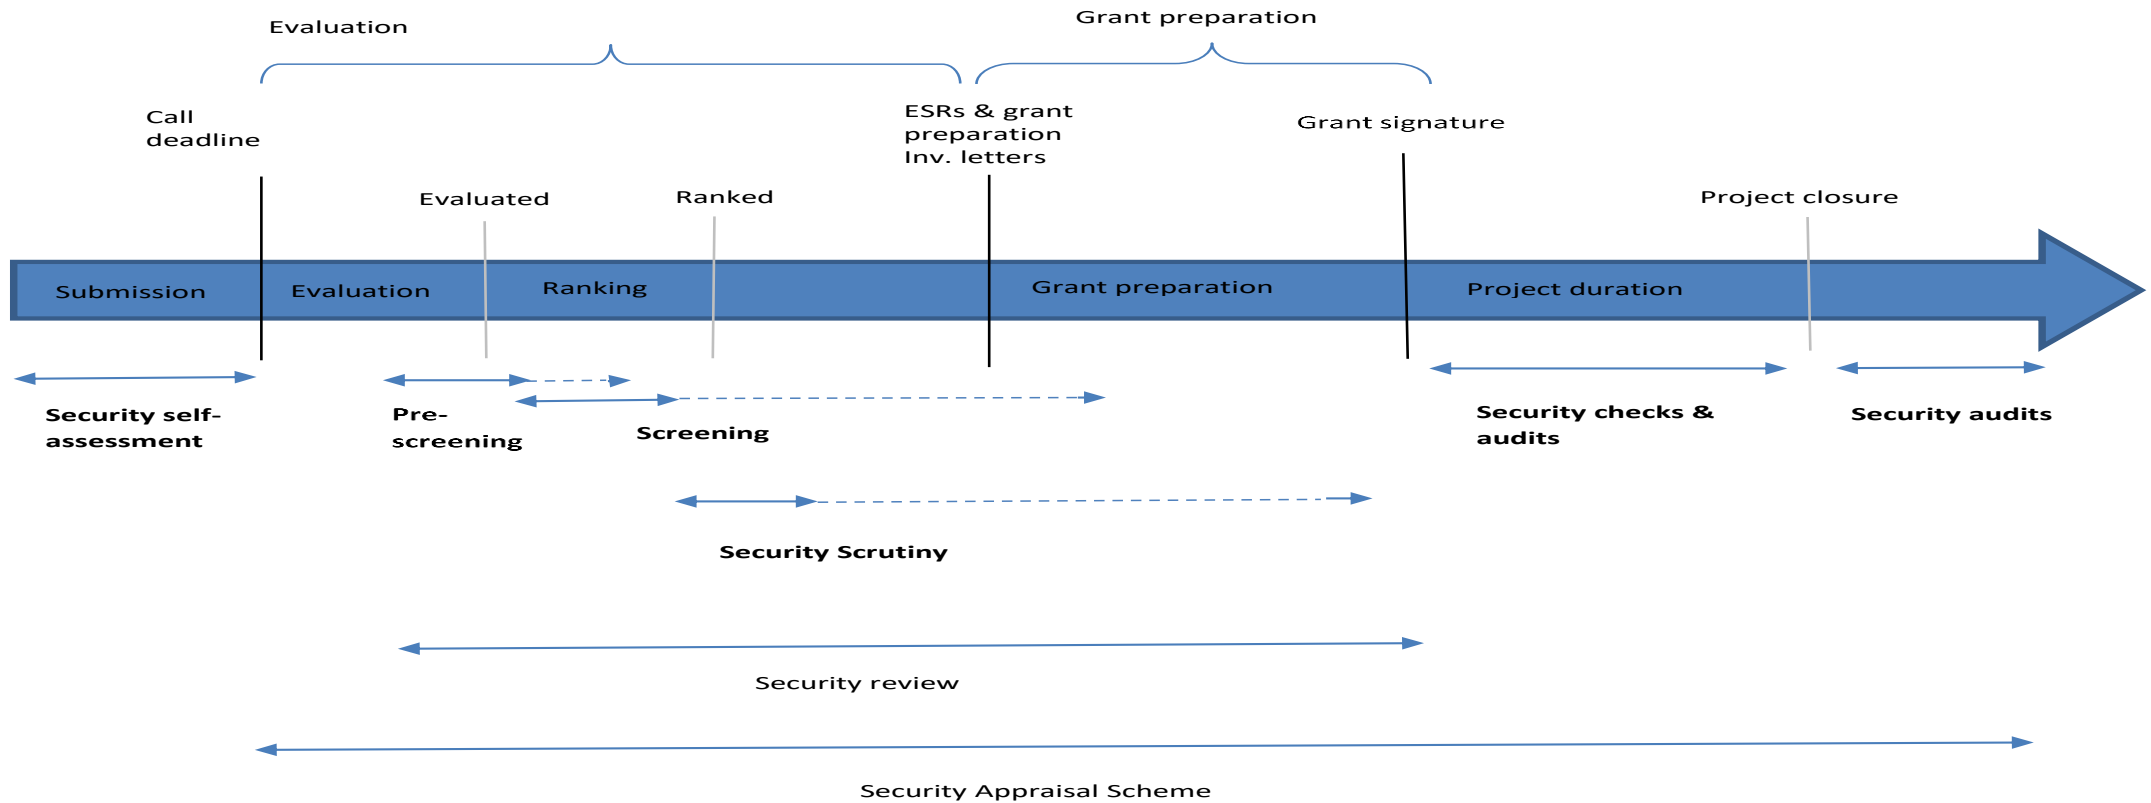 Evaluation
Grant preparation
Call
deadline
ESRs & grant
preparation
Inv. letters
Grant signature
Evaluated
Ranked
Project closure
Submission
Evaluation
Ranking
Grant preparation
Project duration
Security self-
assessment
Pre-
screening
Screening
Security checks &
audits
Security audits
Security Scrutiny
Security review
Security Appraisal Scheme